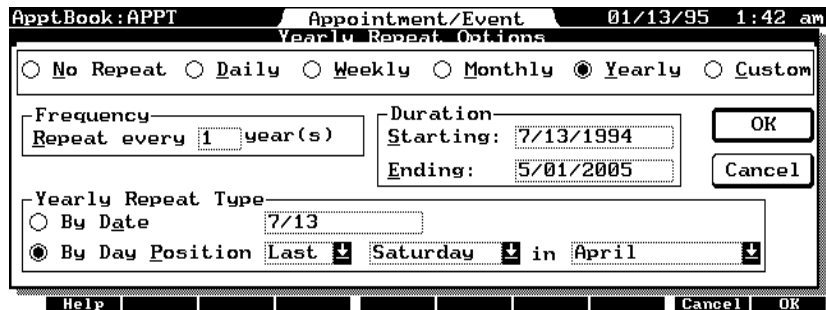 Appt.Book:APPT Appointment/Event 01/13/95 1:42 am
Yearly Repeat Options
No Repeat Daily Weekly Monthly Yearly Custom
Frequency
Repeat every 1 year(s)
Duration
Starting: 7/13/1994
Ending: 5/01/2005
OK
Cancel
Yearly Repeat Type
By Date 7/13
By Day Position Last Saturday in April
Help Cancel OK